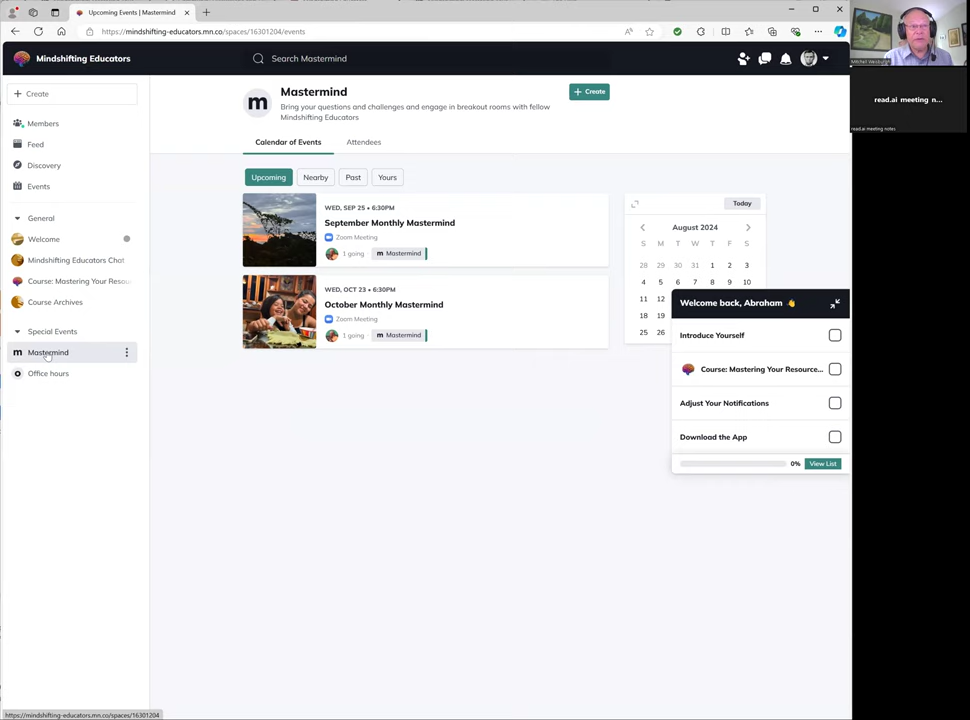 Upcoming Events | Mastermind
https://mindshifting-educators.mn.co/spaces/16301204/events
Mindshifting Educators
Search Mastermind
Create
Members
Feed
Discovery
Events
General
Welcome
Mindshifting Educators Chat
Course: Mastering Your Resou
Course Archives
Special Events
Mastermind
Office hours
m
Mastermind
Bring your questions and challenges and engage in breakout rooms with fellow
Mindshifting Educators
Create
Calendar of Events
Attendees
Upcoming
Nearby
Past
Yours
WED, SEP 25 • 6:30PM
September Monthly Mastermind
Zoom Meeting
1 going
m Mastermind
WED, OCT 23 • 6:30PM
October Monthly Mastermind
Zoom Meeting
1 going
m Mastermind
Today
August 2024
S M T W T F S
28 29 30 31 1 2 3
4 5 6 7 8 9 10
11 12
18 19
25 26
Welcome back, Abraham 👋
Introduce Yourself
Course: Mastering Your Resource...
Adjust Your Notifications
Download the App
0%
View List
Mitchell Weisburgh
read.ai meeting n...
read.ai meeting notes
https://mindshifting-educators.mn.co/spaces/16301204